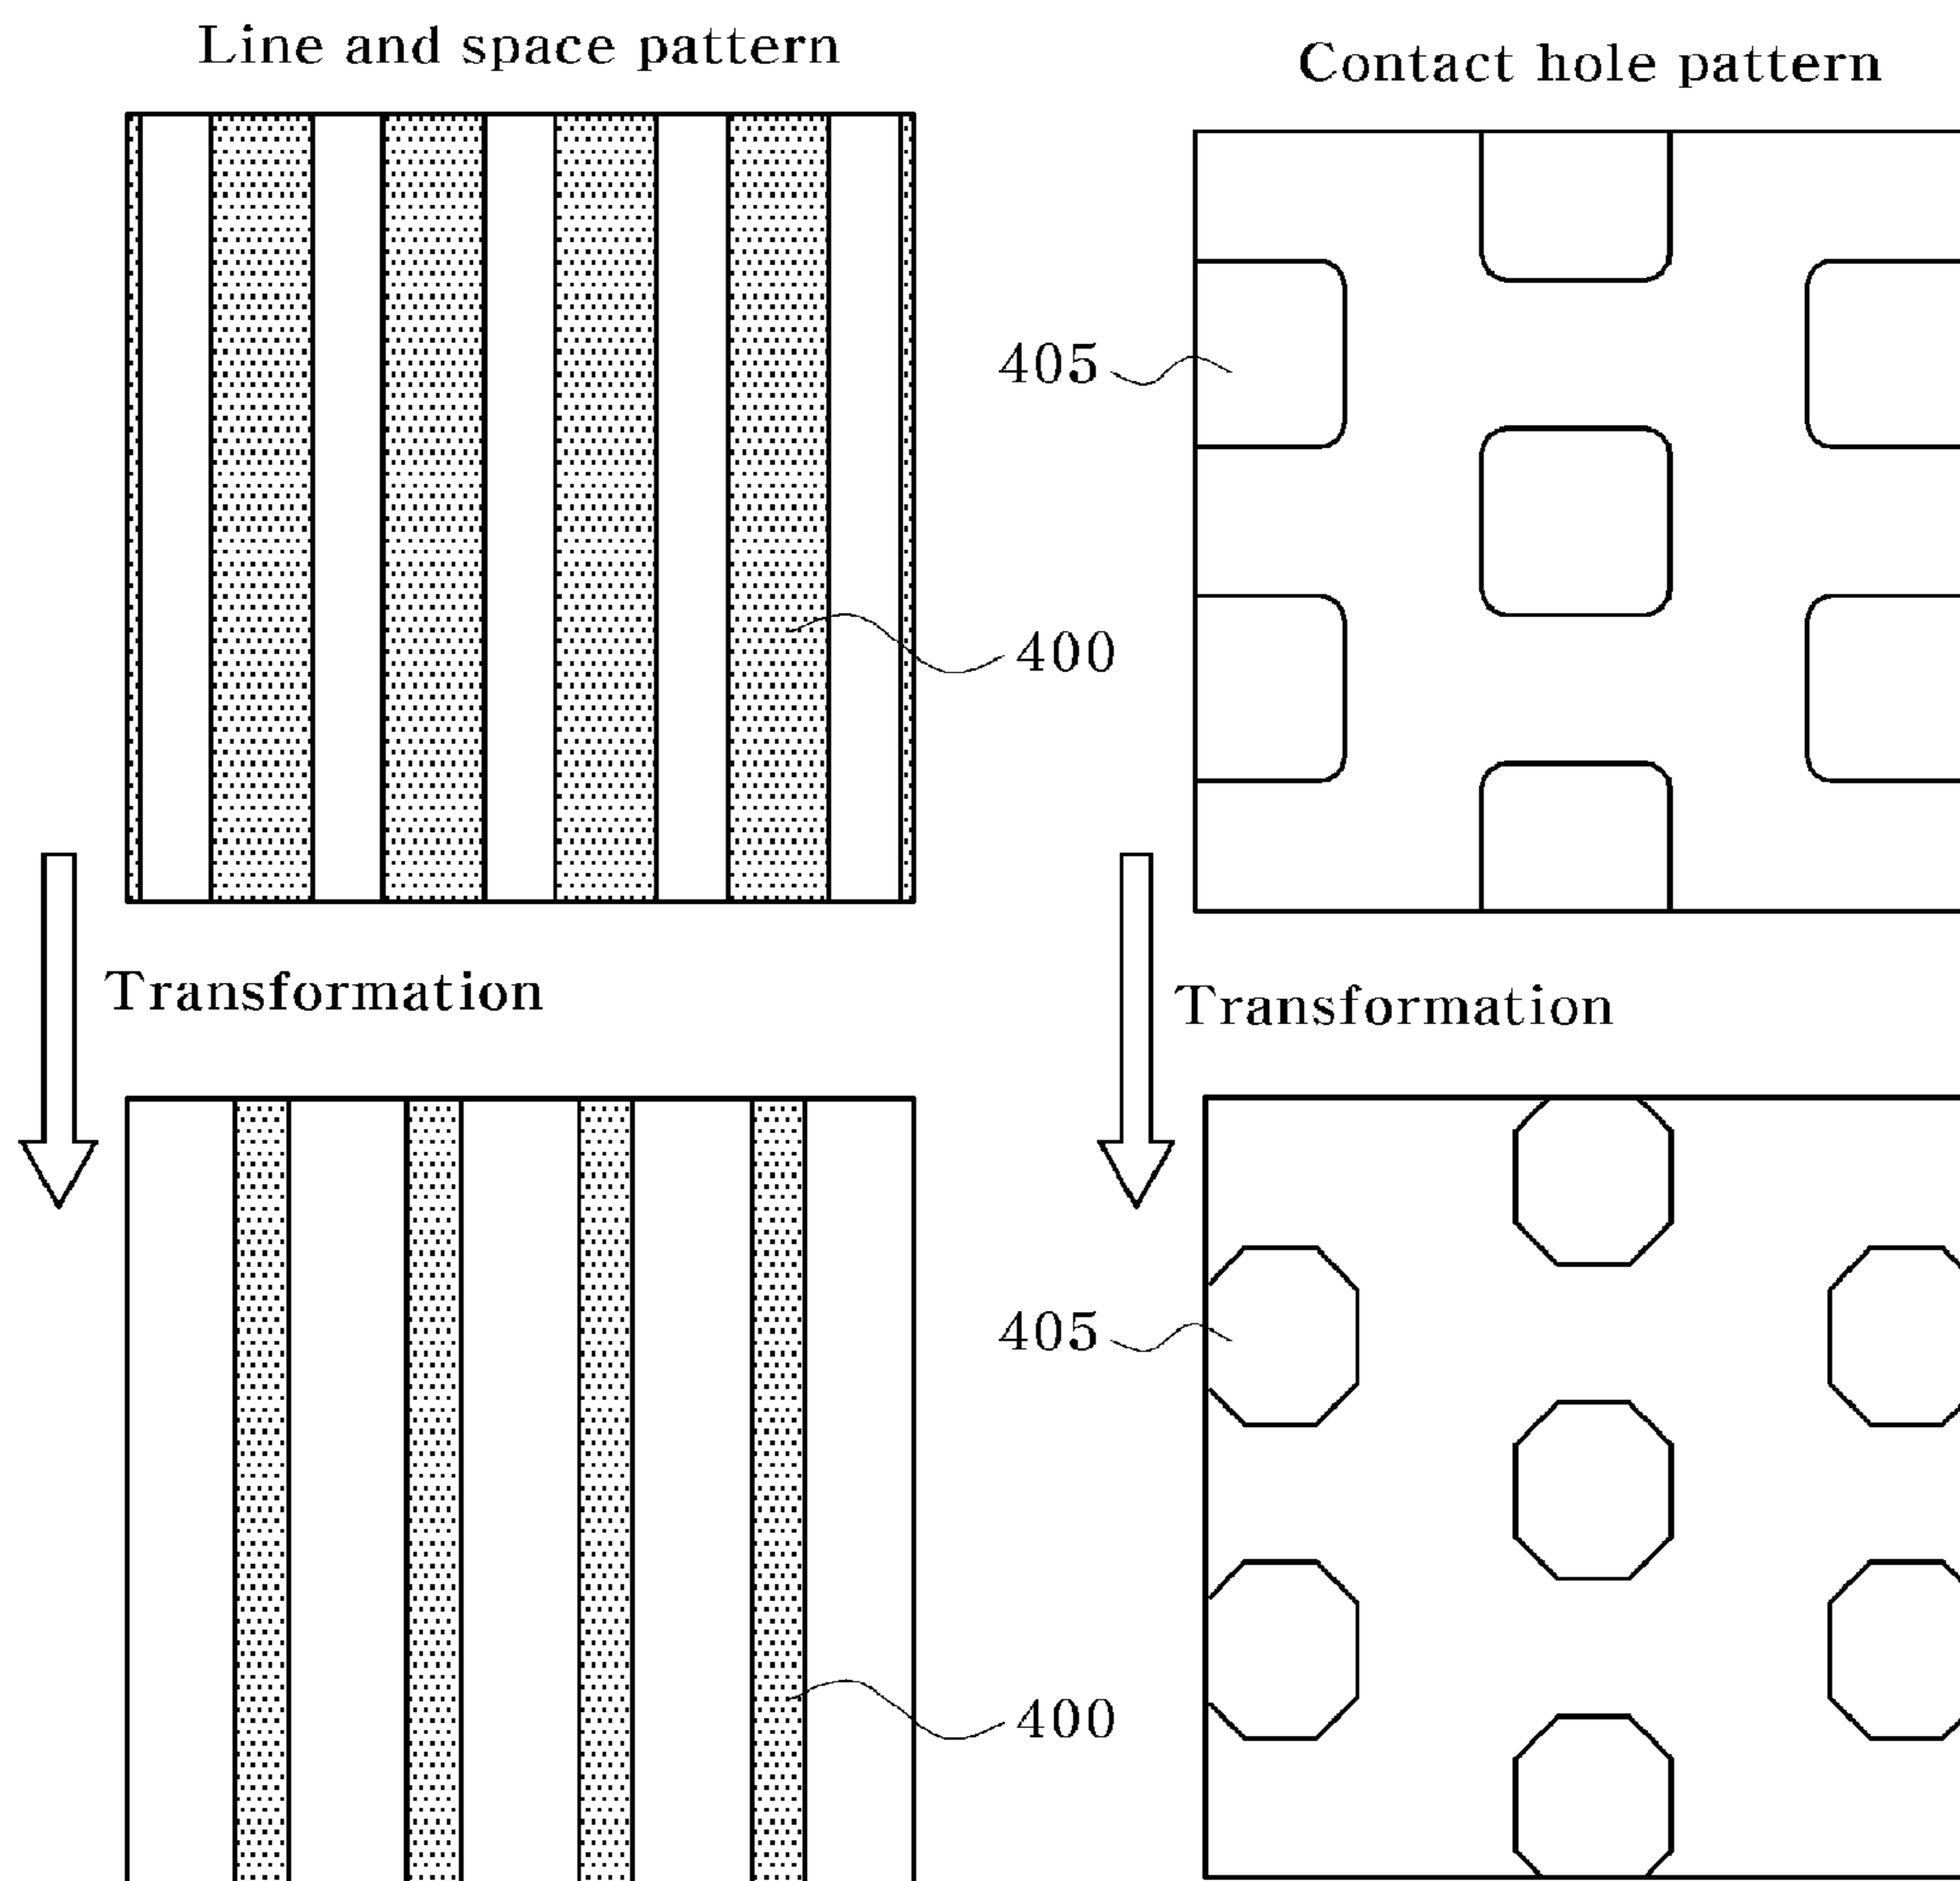 Line and space pattern
Contact hole pattern
405
400
Transformation
Transformation
405
400